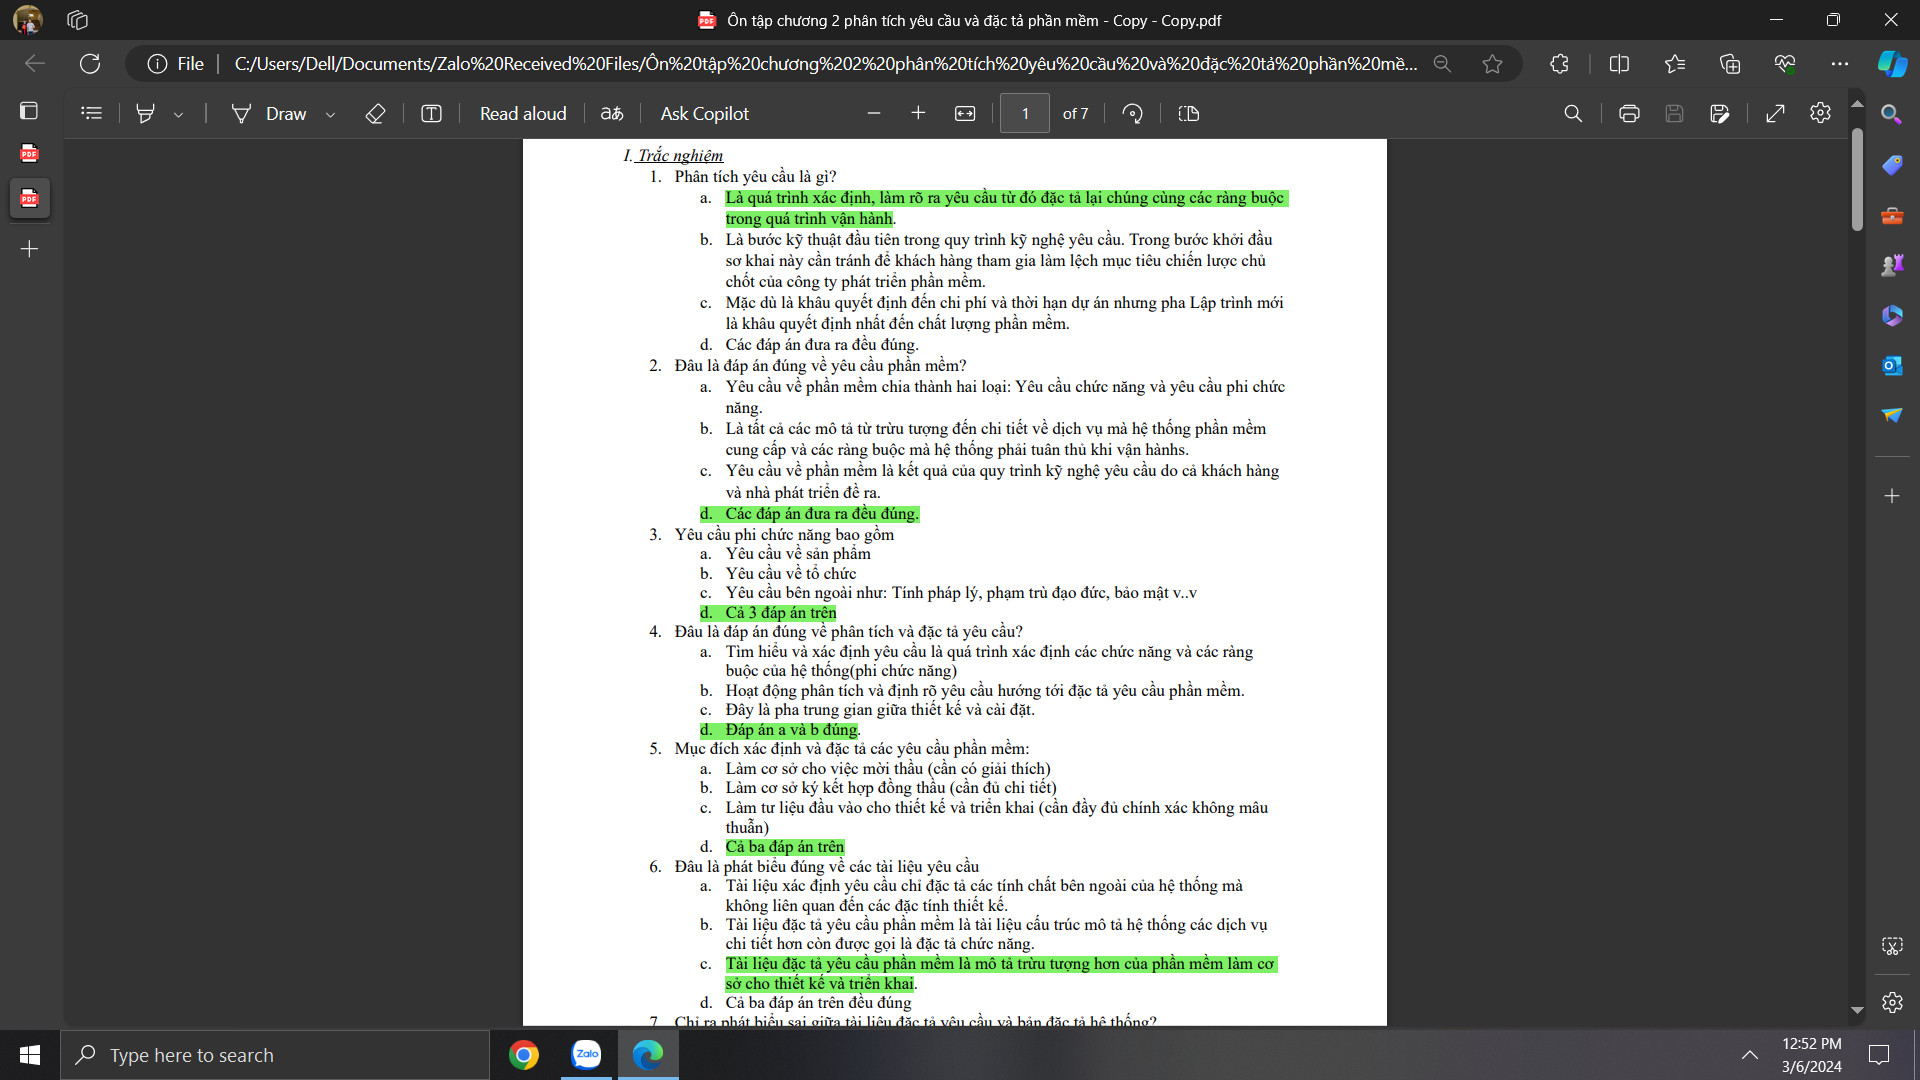 Ôn tập chương 2 phân tích yêu cầu và đặc tả phần mềm - Copy - Copy.pdf
File
C:/Users/Dell/Documents/Zalo%20Received%20Files/Ôn%20tập%20chương%202%20phân%20tích%20yêu%20cầu%20và%20đặc%20tả%20phần%20mề...
Draw
Read aloud
aあ
Ask Copilot
1
of 7
I. Trắc nghiệm
1. Phân tích yêu cầu là gì?
a. Là quá trình xác định, làm rõ ra yêu cầu từ đó đặc tả lại chúng cùng các ràng buộc
trong quá trình vận hành.
b. Là bước kỹ thuật đầu tiên trong quy trình kỹ nghệ yêu cầu. Trong bước khởi đầu
sơ khai này cần tránh để khách hàng tham gia làm lệch mục tiêu chiến lược chủ
chốt của công ty phát triển phần mềm.
c. Mặc dù là khâu quyết định đến chi phí và thời hạn dự án nhưng pha Lập trình mới
là khâu quyết định nhất đến chất lượng phần mềm.
d. Các đáp án đưa ra đều đúng.
2. Đâu là đáp án đúng về yêu cầu phần mềm?
a. Yêu cầu về phần mềm chia thành hai loại: Yêu cầu chức năng và yêu cầu phi chức
năng.
b. Là tất cả các mô tả từ trừu tượng đến chi tiết về dịch vụ mà hệ thống phần mềm
cung cấp và các ràng buộc mà hệ thống phải tuân thủ khi vận hànhs.
c. Yêu cầu về phần mềm là kết quả của quy trình kỹ nghệ yêu cầu do cả khách hàng
và nhà phát triển đề ra.
d. Các đáp án đưa ra đều đúng.
3. Yêu cầu phi chức năng bao gồm
a. Yêu cầu về sản phẩm
b. Yêu cầu về tổ chức
c. Yêu cầu bên ngoài như: Tính pháp lý, phạm trù đạo đức, bảo mật v..v
d. Cả 3 đáp án trên
4. Đâu là đáp án đúng về phân tích và đặc tả yêu cầu?
a. Tìm hiểu và xác định yêu cầu là quá trình xác định các chức năng và các ràng
buộc của hệ thống(phi chức năng)
b. Hoạt động phân tích và định rõ yêu cầu hướng tới đặc tả yêu cầu phần mềm.
c. Đây là pha trung gian giữa thiết kế và cài đặt.
d. Đáp án a và b đúng.
5. Mục đích xác định và đặc tả các yêu cầu phần mềm:
a. Làm cơ sở cho việc mời thầu (cần có giải thích)
b. Làm cơ sở ký kết hợp đồng thầu (cần đủ chi tiết)
c. Làm tư liệu đầu vào cho thiết kế và triển khai (cần đầy đủ chính xác không mâu
thuẫn)
d. Cả ba đáp án trên
6. Đâu là phát biểu đúng về các tài liệu yêu cầu
a. Tài liệu xác định yêu cầu chỉ đặc tả các tính chất bên ngoài của hệ thống mà
không liên quan đến các đặc tính thiết kế.
b. Tài liệu đặc tả yêu cầu phần mềm là tài liệu cấu trúc mô tả hệ thống các dịch vụ
chi tiết hơn còn được gọi là đặc tả chức năng.
c. Tài liệu đặc tả yêu cầu phần mềm là mô tả trừu tượng hơn của phần mềm làm cơ
sở cho thiết kế và triển khai.
d. Cả ba đáp án trên đều đúng
7. Chỉ ra phát biểu sai giữa tài liệu đặc tả yêu cầu và bản đặc tả hệ thống?
Type here to search
Zalo
12:52 PM
3/6/2024